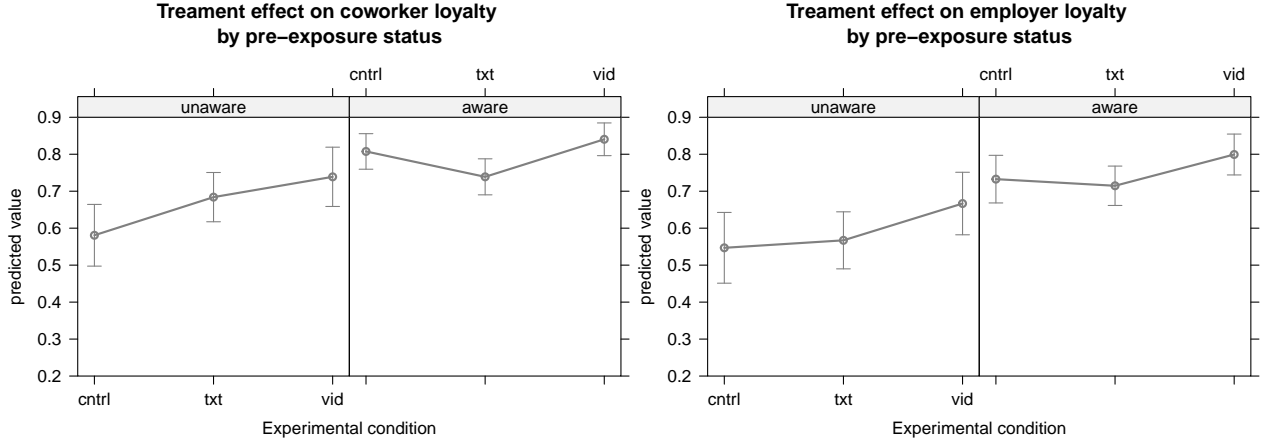 Treament effect on coworker loyalty
by pre−exposure status
cntrl txt vid
unaware aware
0.9
0.8
0.7
0.6
0.5
0.4
0.3
0.2
predicted value
cntrl txt vid
Experimental condition
Treament effect on employer loyalty
by pre−exposure status
cntrl txt vid
unaware aware
0.9
0.8
0.7
0.6
0.5
0.4
0.3
0.2
predicted value
cntrl txt vid
Experimental condition